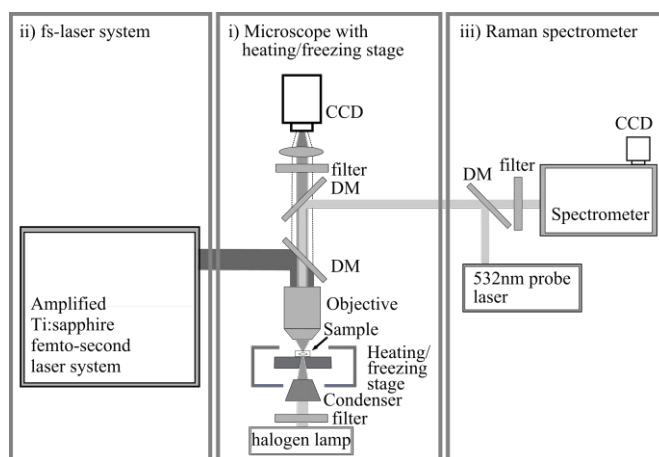 ii) fs-laser system
Amplified
Ti:sapphire
femto-second
laser system
i) Microscope with
heating/freezing stage
CCD
filter
DM
DM
Objective
Sample
Heating/
freezing
stage
Condenser
filter
halogen lamp
iii) Raman spectrometer
CCD
filter
DM
Spectrometer
532nm probe
laser